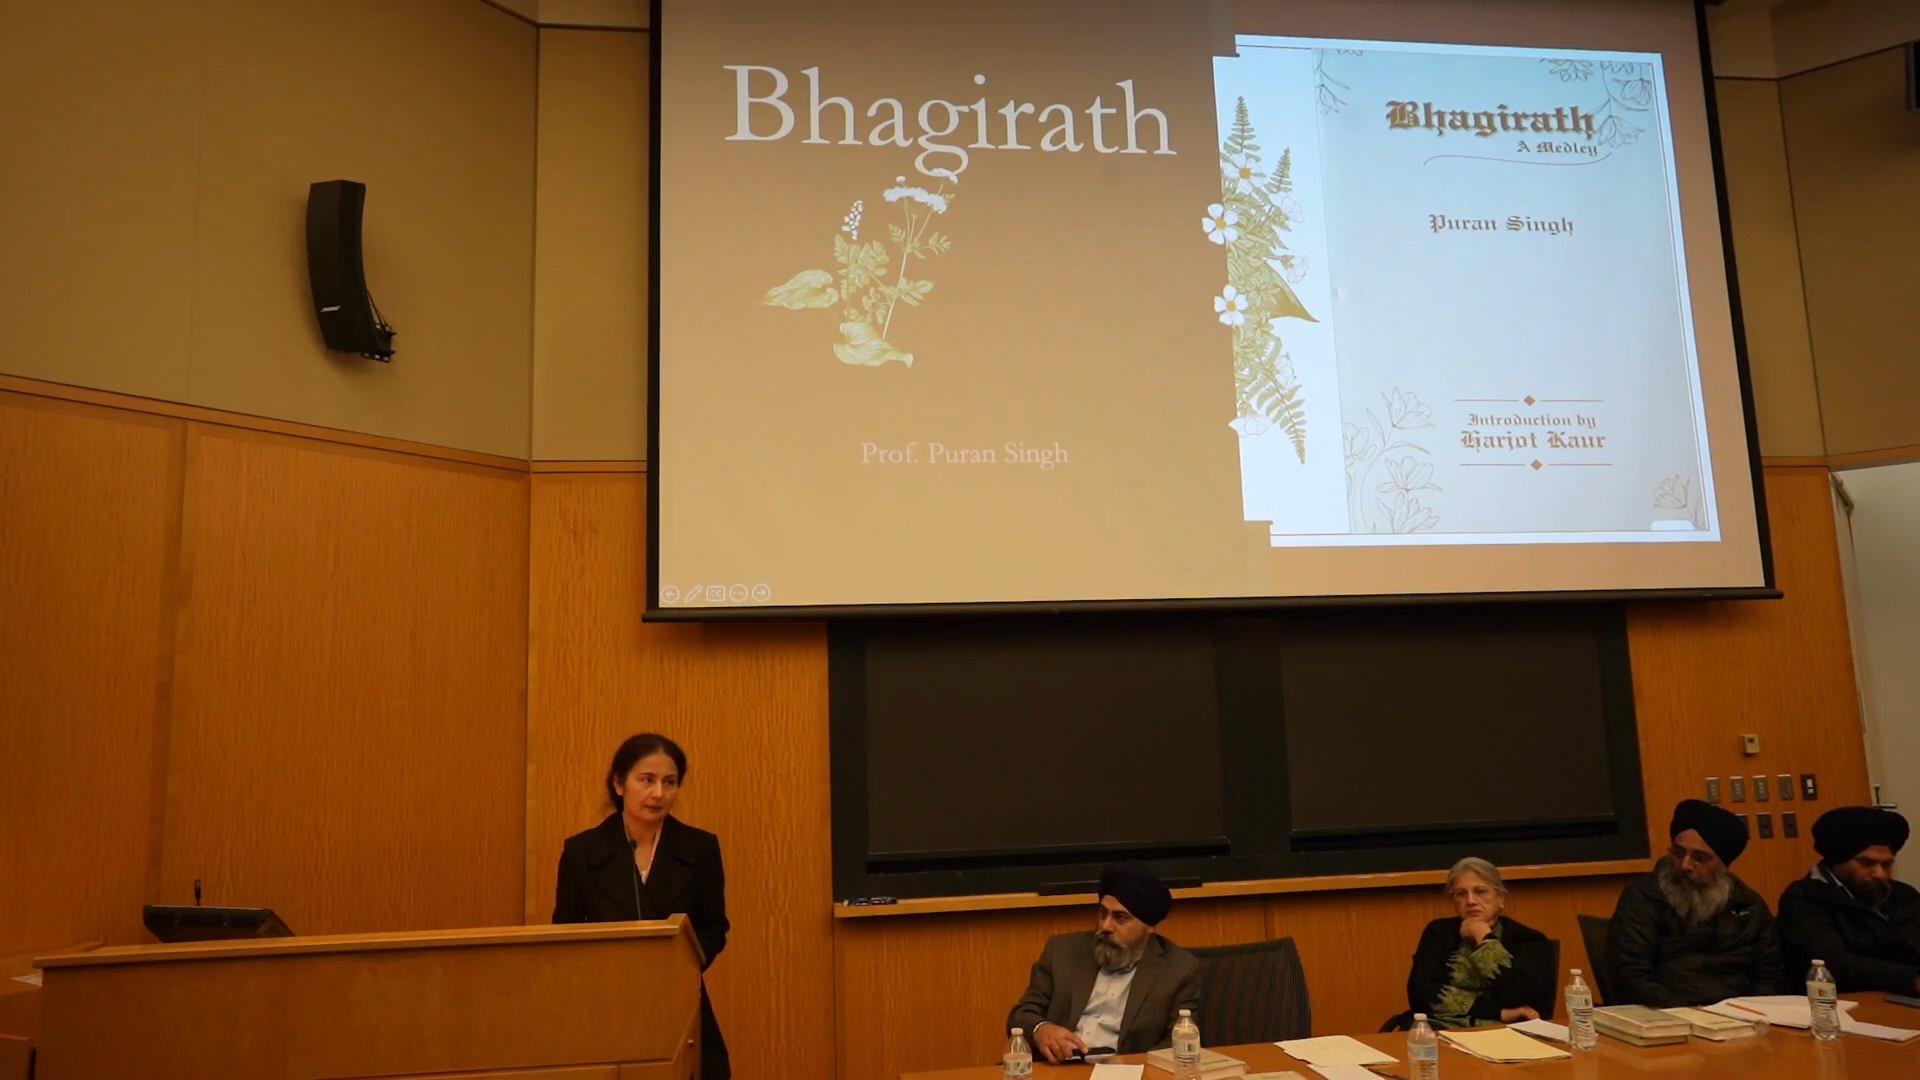 Bhagirath
Prof. Puran Singh
Bhagirath
A Medley
Puran Singh
Introduction by
Harjot Kaur